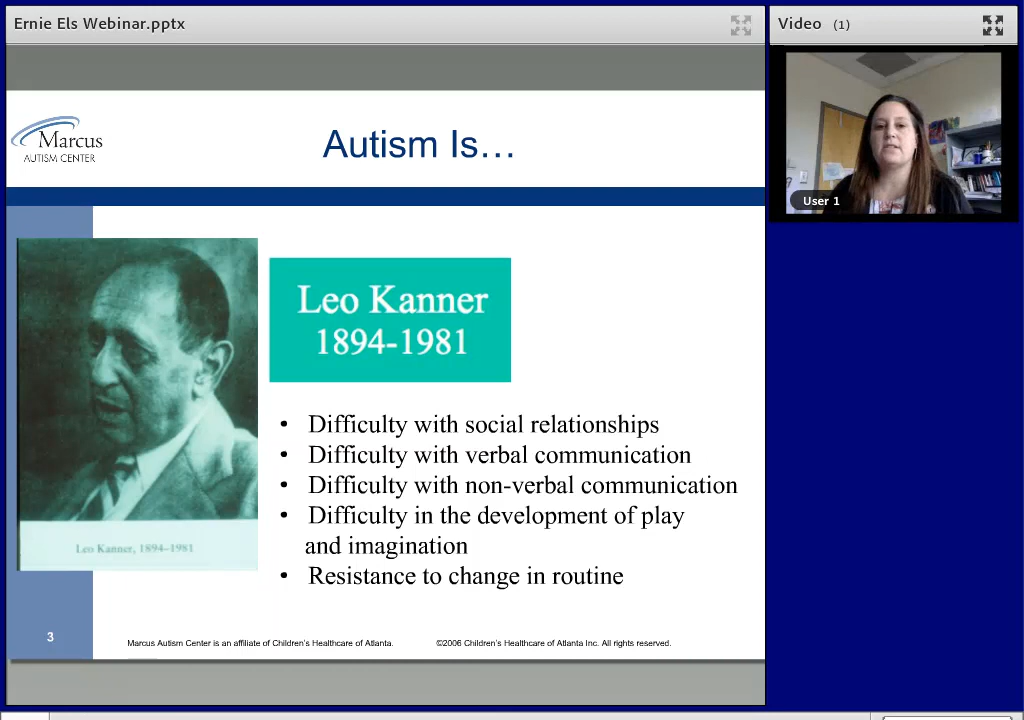 Ernie Els Webinar.pptx
Video (1)
Marcus
AUTISM CENTER
Autism Is…
User 1
Leo Kanner
1894-1981
Leo Kanner, 1894–1981
• Difficulty with social relationships
• Difficulty with verbal communication
• Difficulty with non-verbal communication
• Difficulty in the development of play
and imagination
• Resistance to change in routine
3
Marcus Autism Center is an affiliate of Children's Healthcare of Atlanta. ©2006 Children's Healthcare of Atlanta Inc. All rights reserved.